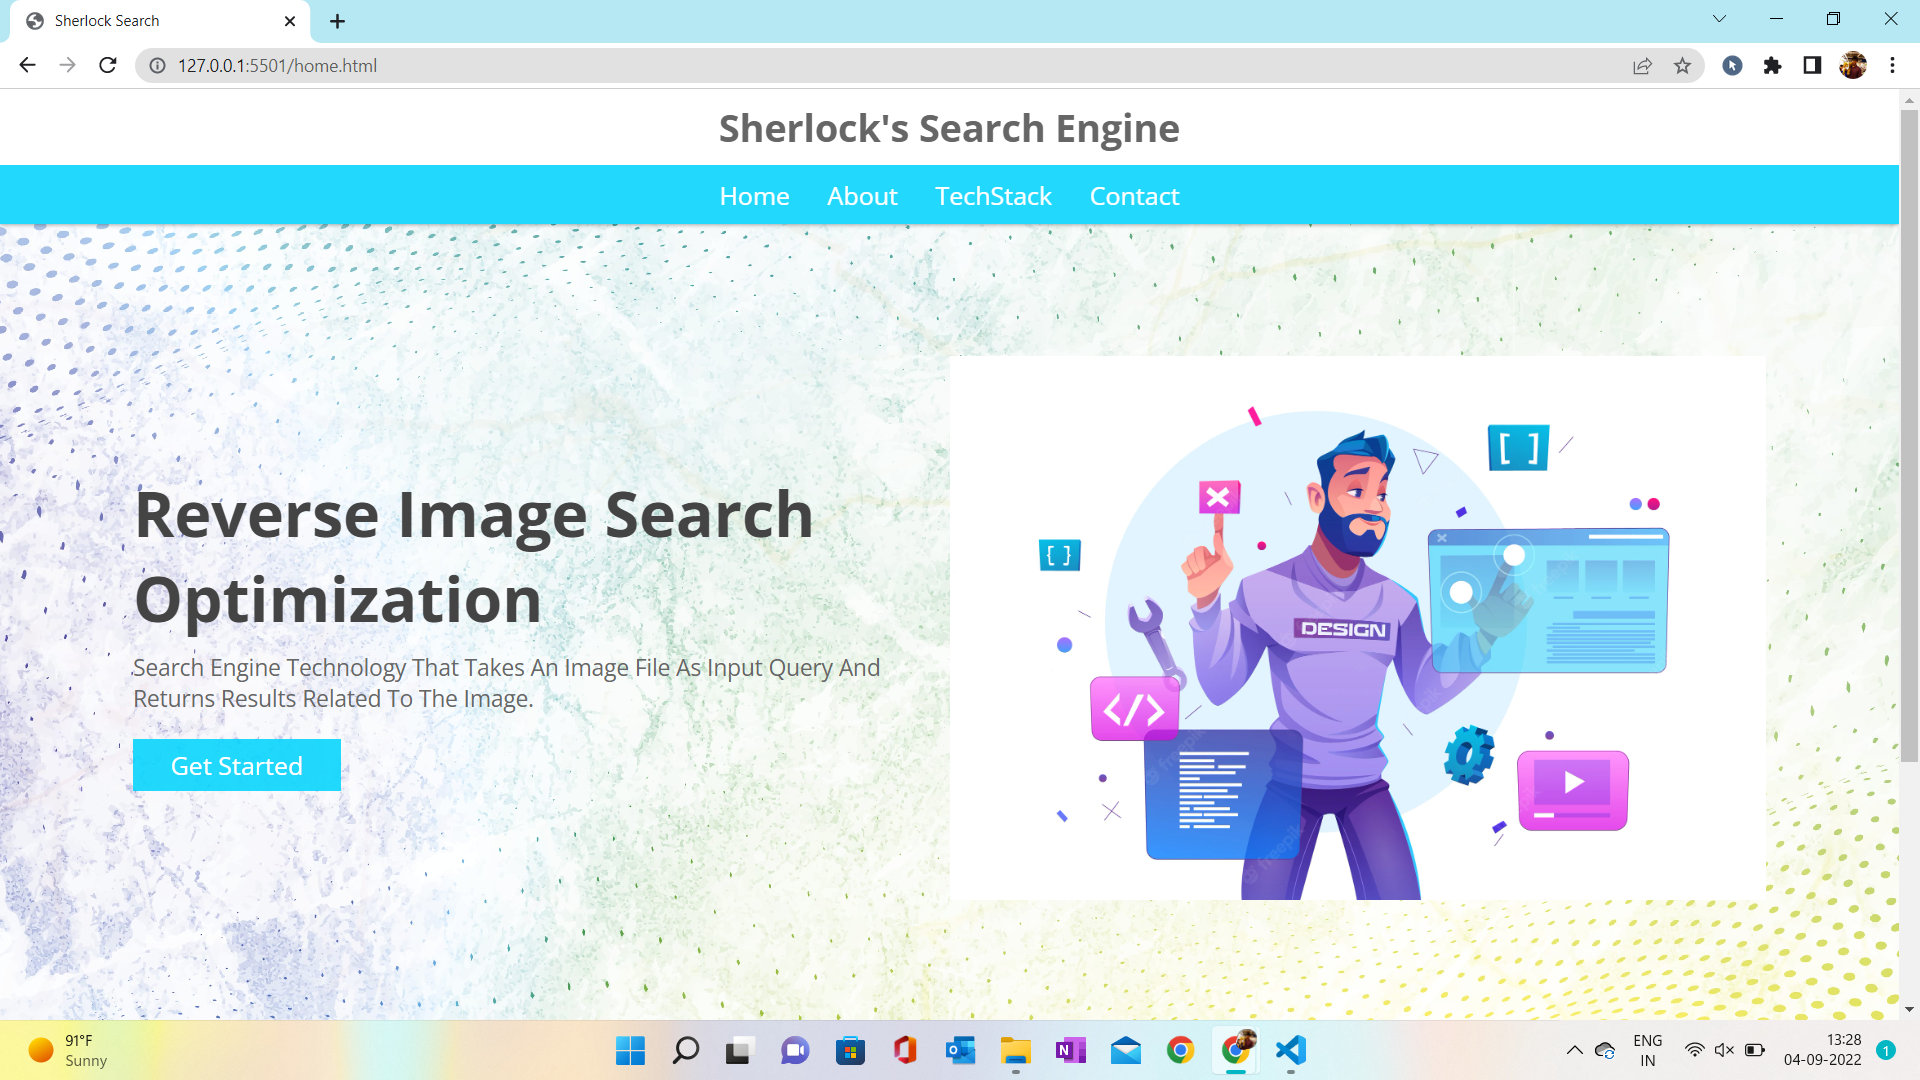 Sherlock Search
127.0.0.1:5501/home.html
Sherlock's Search Engine
Home About TechStack Contact
Reverse Image Search
Optimization
Search Engine Technology That Takes An Image File As Input Query And
Returns Results Related To The Image.
Get Started
[ ]
{ }
DESIGN
</>
freepik
91°F
Sunny
ENG
IN
13:28
04-09-2022
1